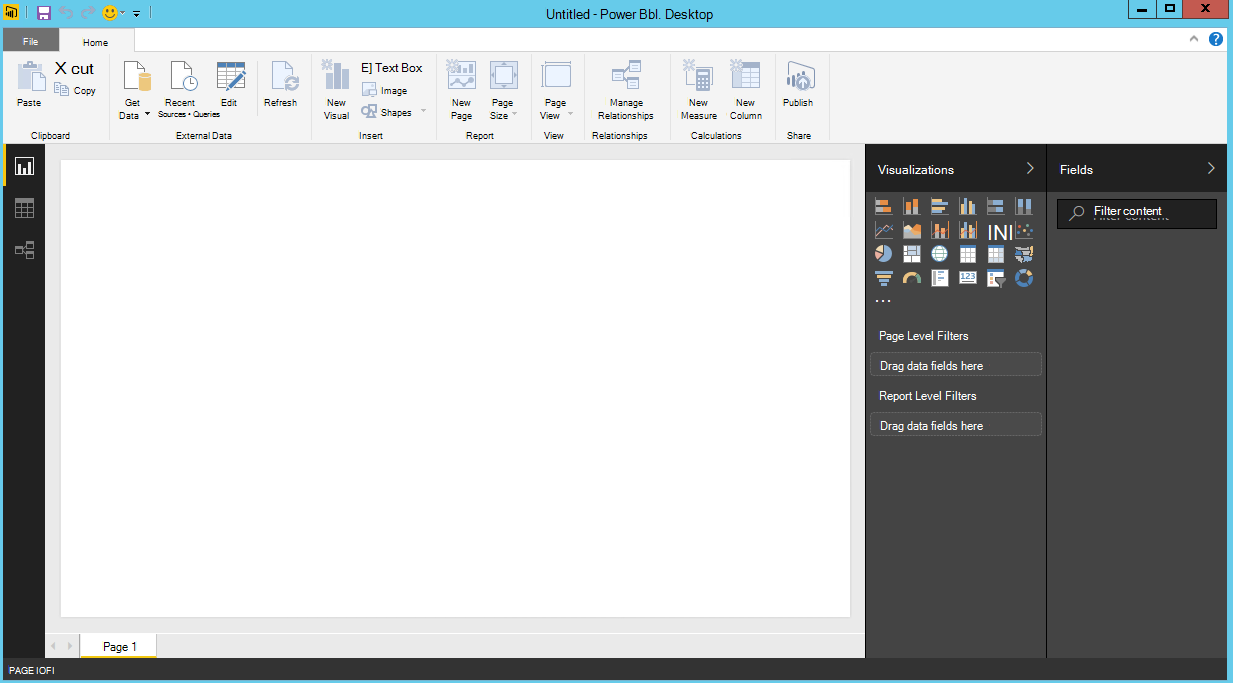 Untitled - Power Bbl. Desktop
File
Home
Paste
X cut
Copy
Clipboard
Get
Data
Recent
Sources • Queries
Edit
External Data
Refresh
New
Visual
E] Text Box
Image
Shapes
Insert
New
Page
Page
Size
Report
Page
View
View
Manage
Relationships
Relationships
New
Measure
New
Column
Calculations
Publish
Share
Visualizations
Fields
INI
123
Filter content
Page Level Filters
Drag data fields here
Report Level Filters
Drag data fields here
Page 1
PAGE IOFI